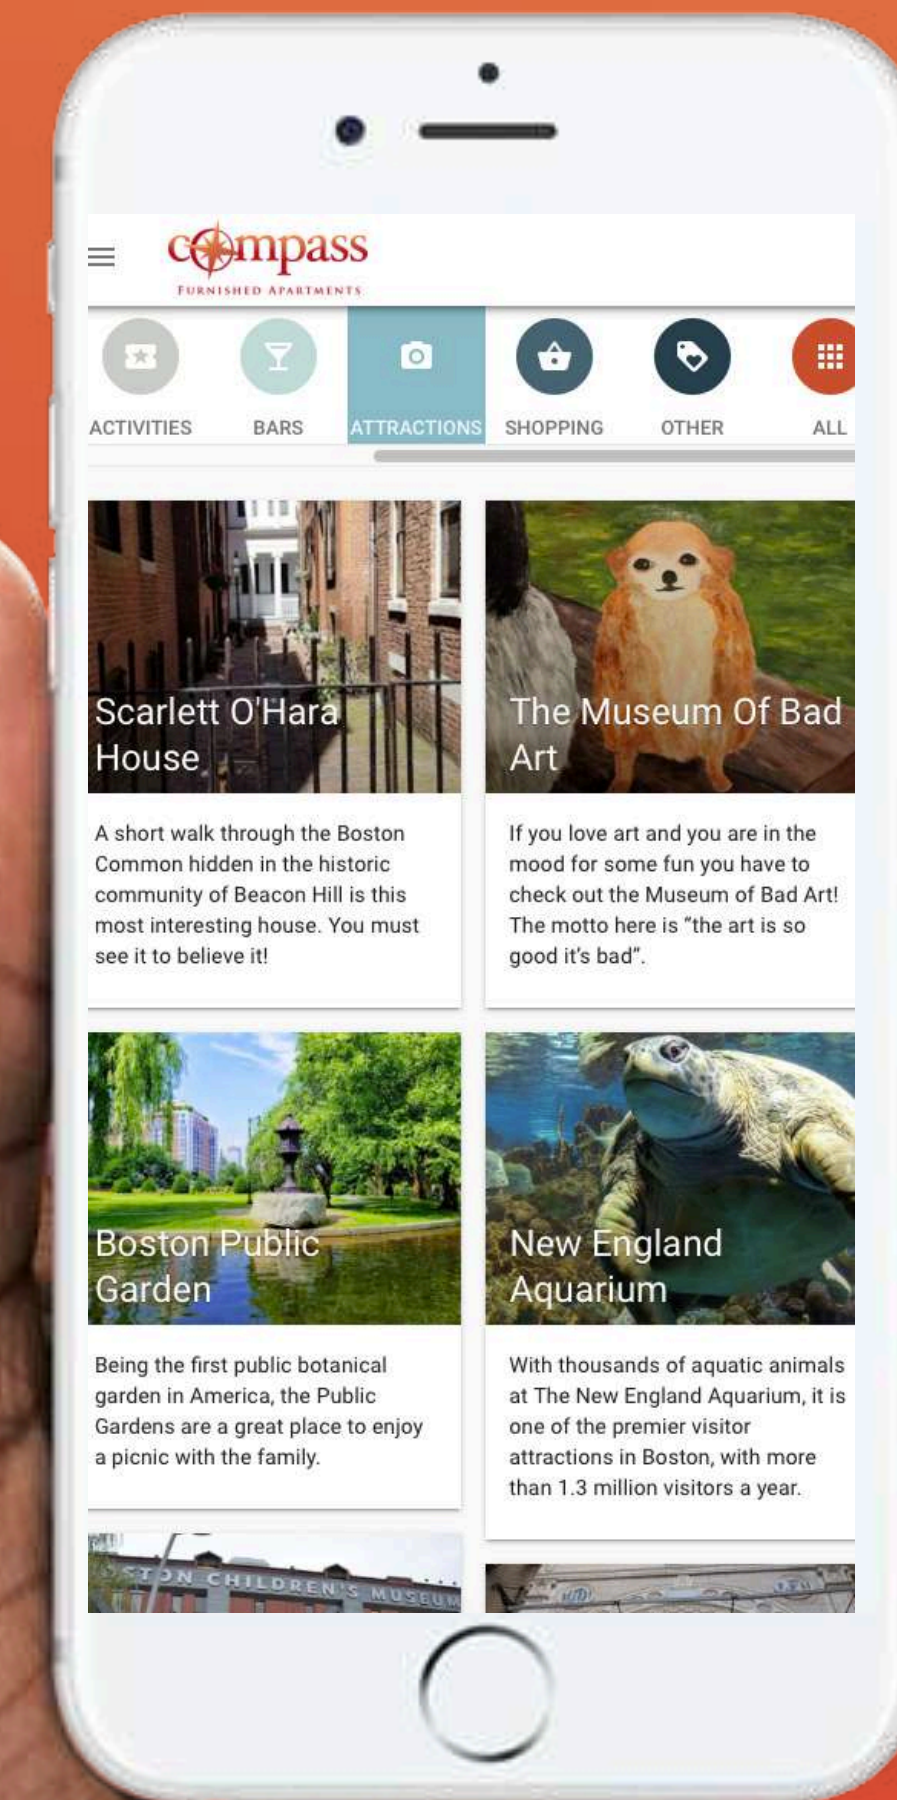 compass
FURNISHED APARTMENTS
ACTIVITIES
BARS
ATTRACTIONS
SHOPPING
OTHER
ALL
Scarlett O'Hara
House
A short walk through the Boston
Common hidden in the historic
community of Beacon Hill is this
most interesting house. You must
see it to believe it!
The Museum Of Bad
Art
If you love art and you are in the
mood for some fun you have to
check out the Museum of Bad Art!
The motto here is “the art is so
good it's bad”.
Boston Public
Garden
Being the first public botanical
garden in America, the Public
Gardens are a great place to enjoy
a picnic with the family.
New England
Aquarium
With thousands of aquatic animals
at The New England Aquarium, it is
one of the premier visitor
attractions in Boston, with more
than 1.3 million visitors a year.
STON CHILDREN'S MUSEUM